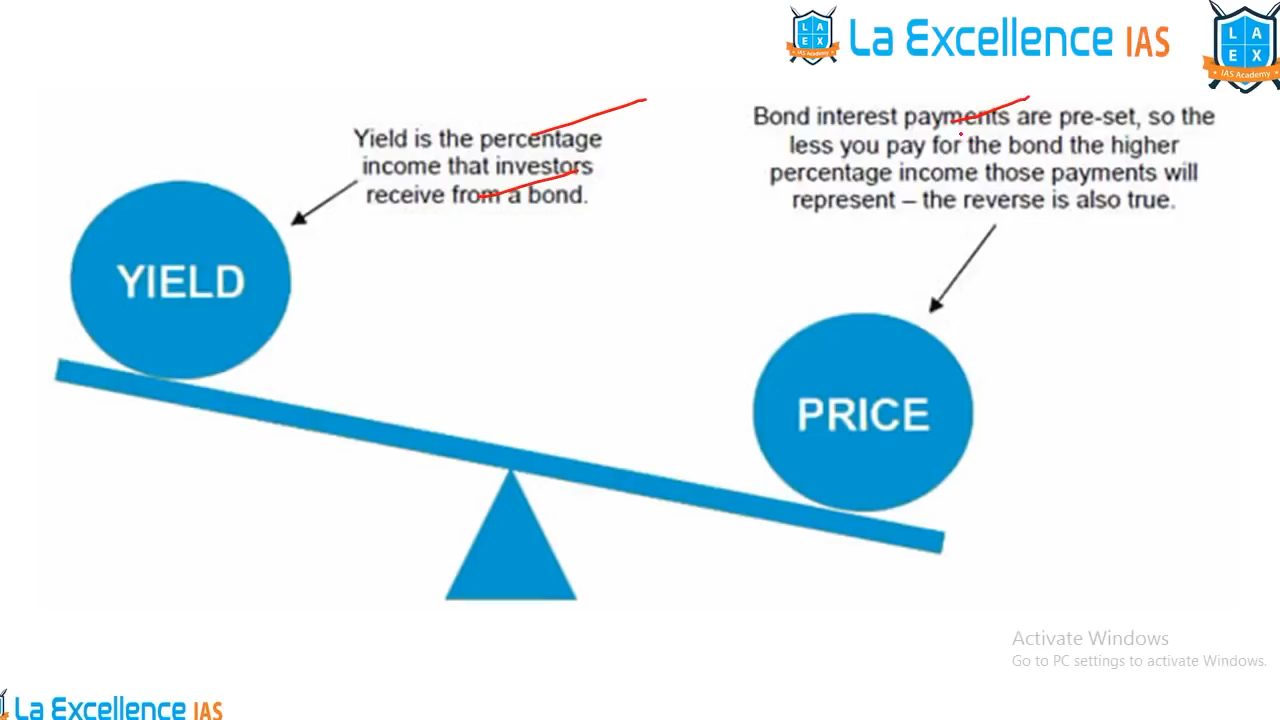 La Excellence IAS
L A
E X
IAS Academy
L A
E X
IAS Academy
Yield is the percentage
income that investors
receive from a bond.
Bond interest payments are pre-set, so the
less you pay for the bond the higher
percentage income those payments will
represent – the reverse is also true.
YIELD
PRICE
Activate Windows
Go to PC settings to activate Windows.
La Excellence IAS